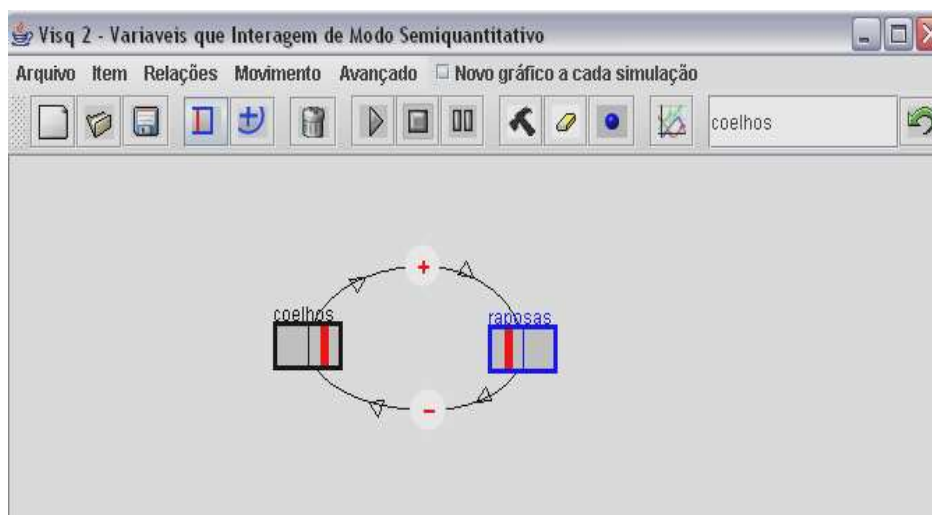 Visq 2 - Variaveis que Interagem de Modo Semiquantitativo
Arquivo Item Relações Movimento Avançado Novo gráfico a cada simulação
coelhos
+
coelhos raposas
-